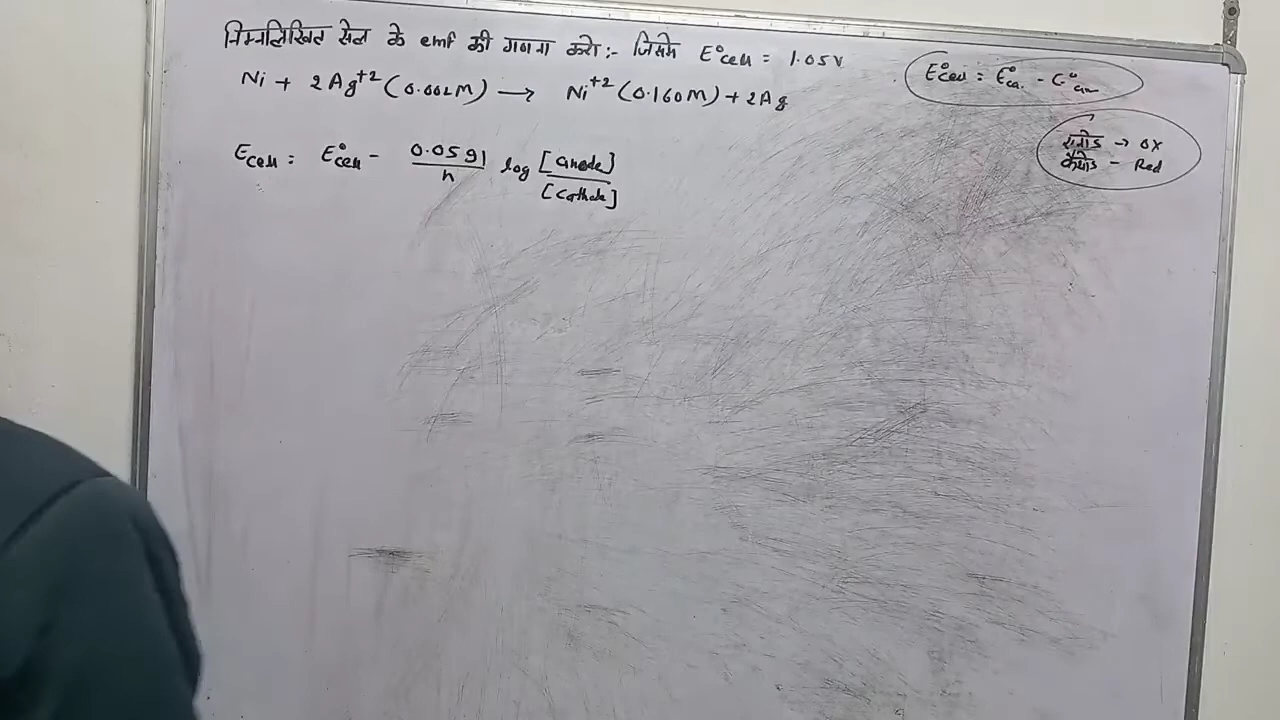 निम्नलिखित सेल के emf की गणना करो :- जिसमे E°cell = 1.05V
Ni + 2Ag⁺² (0.002M) → Ni⁺² (0.160M) + 2Ag
E°cell = E°ca. - E°an
एनोड → OX
कैथोड - Red
Ecell = E°cell - 0.0591/n log [anode]/[Cathode]